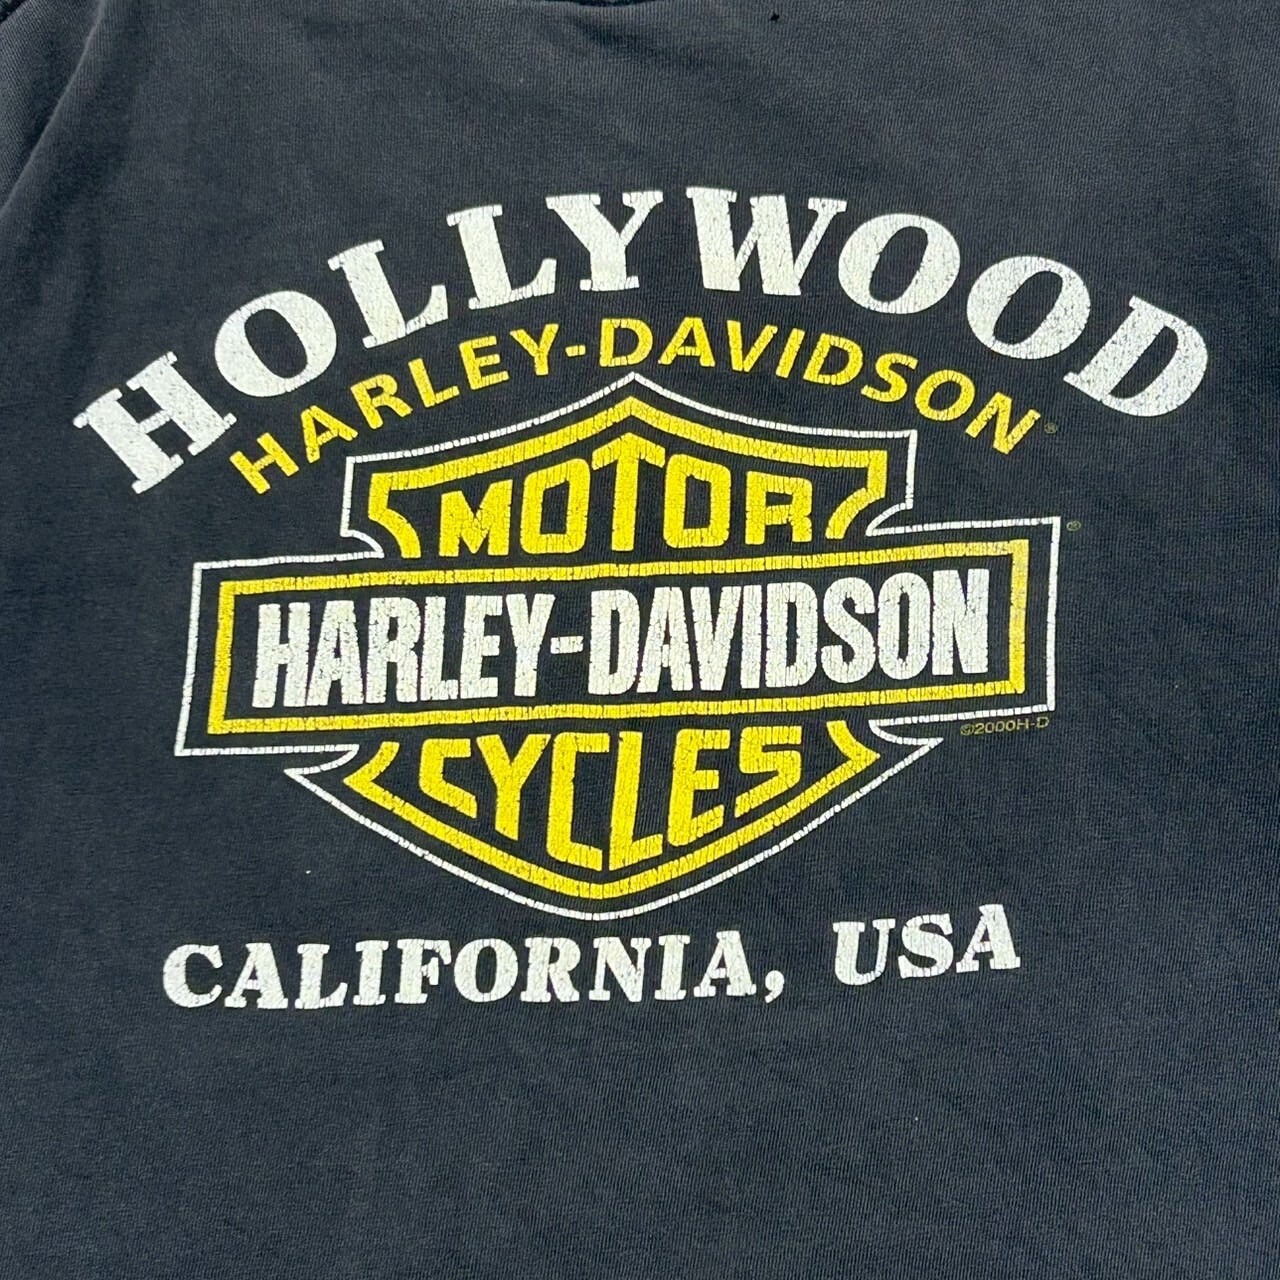 HOLLYWOOD
HARLEY-DAVIDSON®
MOTOR
®
HARLEY-DAVIDSON
©2000H-D
CYCLES
CALIFORNIA, USA